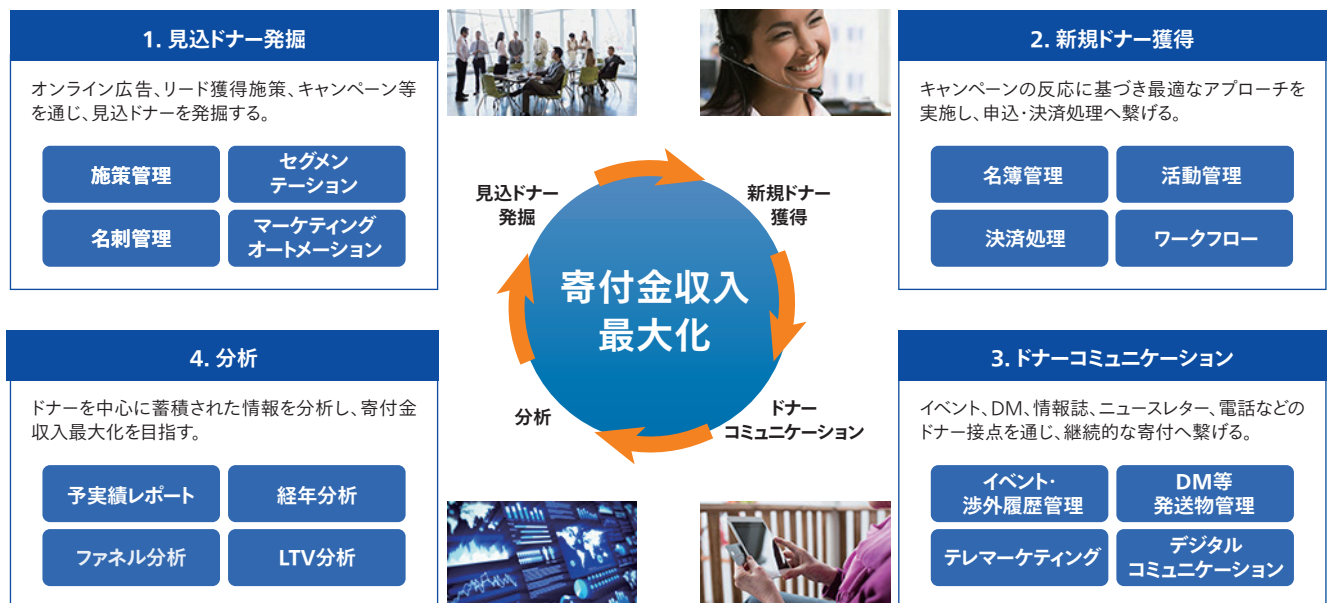 1. 見込ドナー発掘
オンライン広告、リード獲得施策、キャンペーン等
を通じ、見込ドナーを発掘する。
施策管理
セグメン
テーション
名刺管理
マーケティング
オートメーション
2. 新規ドナー獲得
キャンペーンの反応に基づき最適なアプローチを
実施し、申込・決済処理へ繋げる。
名簿管理
活動管理
決済処理
ワークフロー
見込ドナー
発掘
新規ドナー
獲得
寄付金収入
最大化
分析
ドナー
コミュニケーション
4. 分析
ドナーを中心に蓄積された情報を分析し、寄付金
収入最大化を目指す。
予実績レポート
経年分析
ファネル分析
LTV分析
3. ドナーコミュニケーション
イベント、DM、情報誌、ニュースレター、電話などの
ドナー接点を通じ、継続的な寄付へ繋げる。
イベント・
渉外履歴管理
DM等
発送物管理
テレマーケティング
デジタル
コミュニケーション